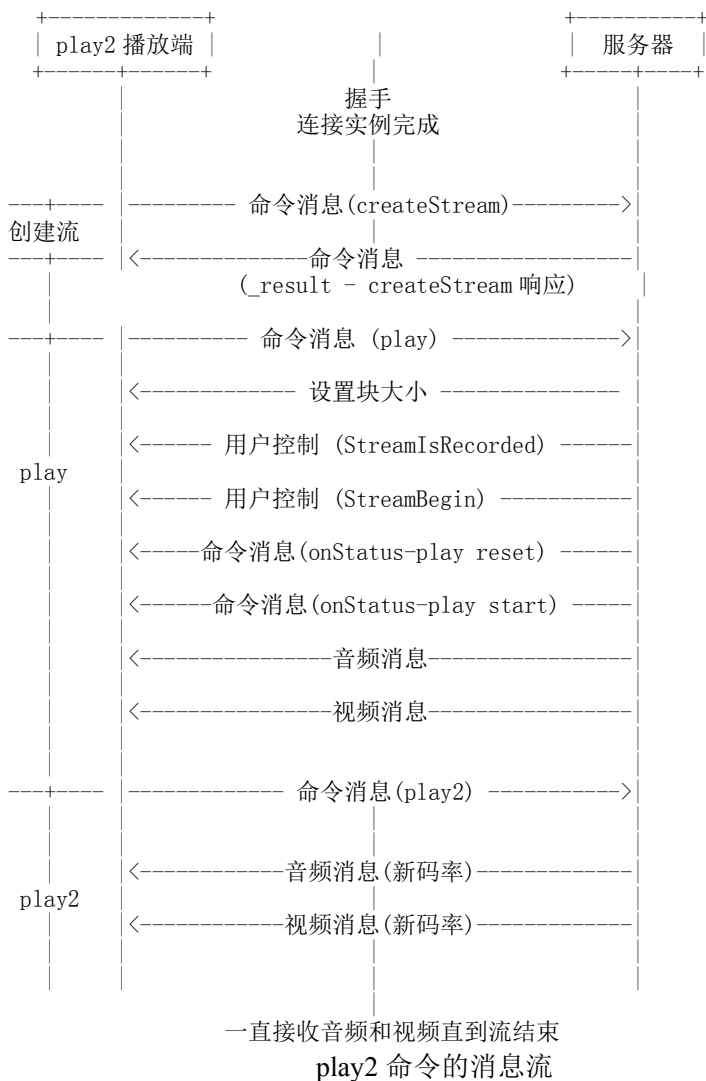 play2 播放端 服务器
握手
连接实例完成
命令消息(createStream)
创建流
命令消息
(_result - createStream 响应)
命令消息 (play)
设置块大小
用户控制 (StreamIsRecorded)
play
用户控制 (StreamBegin)
命令消息(onStatus-play reset)
命令消息(onStatus-play start)
音频消息
视频消息
命令消息(play2)
音频消息(新码率)
play2
视频消息(新码率)
一直接收音频和视频直到流结束
play2 命令的消息流